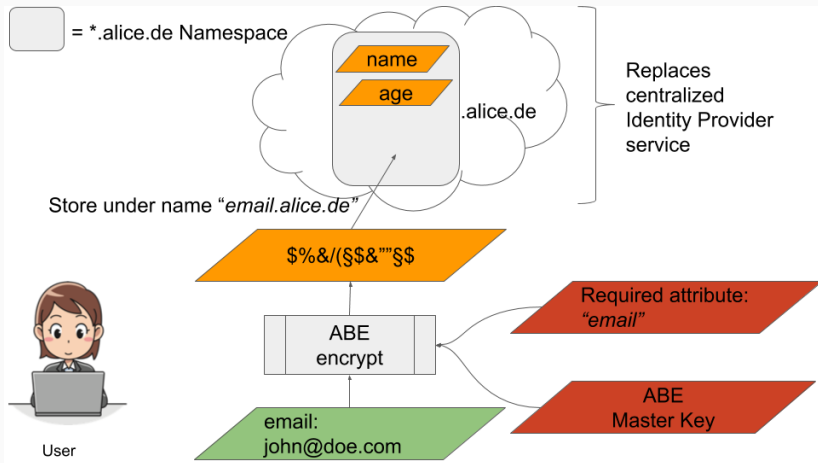 = *.alice.de Namespace
name
age
.alice.de
Replaces
centralized
Identity Provider
service
Store under name “email.alice.de”
$%&/(§$&””§$
ABE
encrypt
Required attribute:
“email”
email:
john@doe.com
ABE
Master Key
User